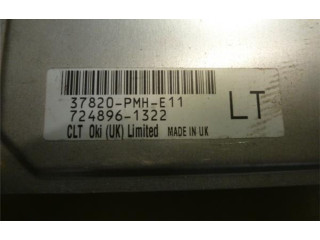 37820-PMH-E11
724896-1322
CLT Oki (UK) Limited MADE IN UK
LT